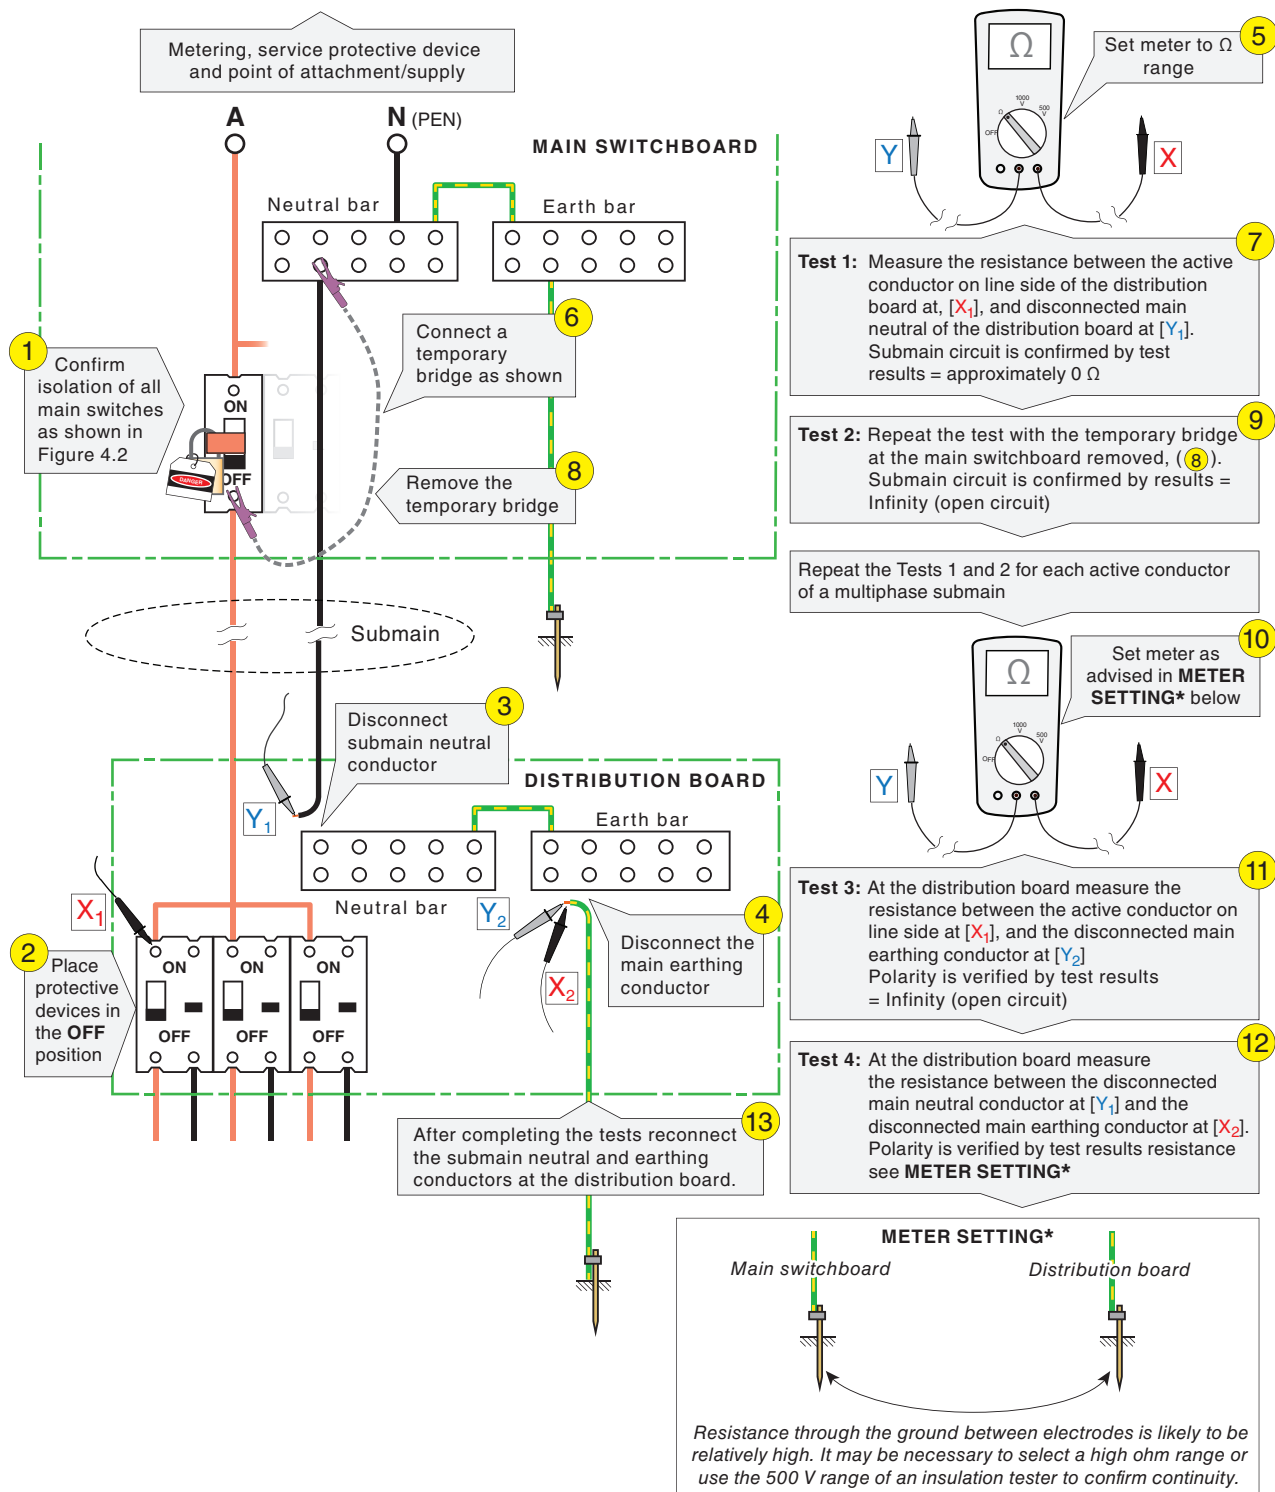 Metering, service protective device
and point of attachment/supply
A
N (PEN)
MAIN SWITCHBOARD
Neutral bar
Earth bar
1
Confirm
isolation of all
main switches
as shown in
Figure 4.2
ON
OFF
DANGER
6
Connect a
temporary
bridge as shown
8
Remove the
temporary bridge
Submain
3
Disconnect
submain neutral
conductor
DISTRIBUTION BOARD
Y1
Earth bar
Neutral bar
X1
Y2
X2
4
Disconnect the
main earthing
conductor
2
Place
protective
devices in
the OFF
position
ON
ON
ON
OFF
OFF
OFF
13
After completing the tests reconnect
the submain neutral and earthing
conductors at the distribution board.
Ω
1000
V
500
V
Ω
OFF
5
Set meter to Ω
range
Y
X
7
Test 1: Measure the resistance between the active
conductor on line side of the distribution
board at, [X1], and disconnected main
neutral of the distribution board at [Y1].
Submain circuit is confirmed by test
results = approximately 0 Ω
9
Test 2: Repeat the test with the temporary bridge
at the main switchboard removed, (8).
Submain circuit is confirmed by results =
Infinity (open circuit)
Repeat the Tests 1 and 2 for each active conductor
of a multiphase submain
10
Set meter as
advised in METER
SETTING* below
Ω
1000
V
500
V
Ω
OFF
Y
X
11
Test 3: At the distribution board measure the
resistance between the active conductor on
line side at [X1], and the disconnected main
earthing conductor at [Y2]
Polarity is verified by test results
= Infinity (open circuit)
12
Test 4: At the distribution board measure
the resistance between the disconnected
main neutral conductor at [Y1] and the
disconnected main earthing conductor at [X2].
Polarity is verified by test results resistance
see METER SETTING*
METER SETTING*
Main switchboard
Distribution board
Resistance through the ground between electrodes is likely to be
relatively high. It may be necessary to select a high ohm range or
use the 500 V range of an insulation tester to confirm continuity.